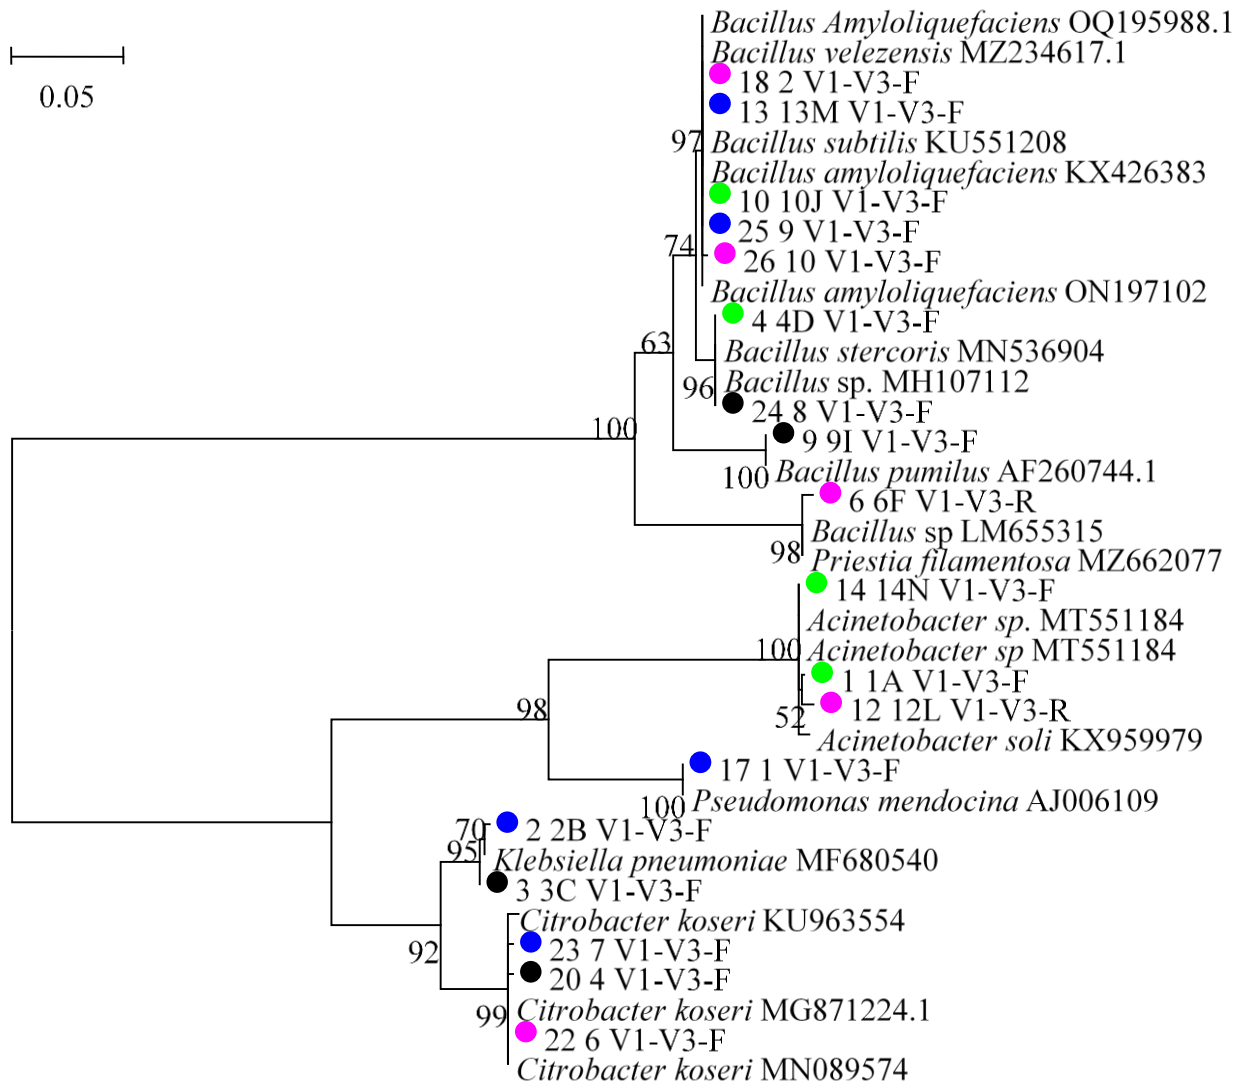 Bacillus Amyloliquefaciens OQ195988.1
Bacillus velezensis MZ234617.1
0.05
18 2 V1-V3-F
13 13M V1-V3-F
97
Bacillus subtilis KU551208
Bacillus amyloliquefaciens KX426383
10 10J V1-V3-F
25 9 V1-V3-F
74
26 10 V1-V3-F
Bacillus amyloliquefaciens ON197102
4 4D V1-V3-F
63
Bacillus stercoris MN536904
96
Bacillus sp. MH107112
24 8 V1-V3-F
100
9 9I V1-V3-F
100
Bacillus pumilus AF260744.1
6 6F V1-V3-R
Bacillus sp LM655315
98
Priestia filamentosa MZ662077
14 14N V1-V3-F
Acinetobacter sp. MT551184
100
Acinetobacter sp MT551184
1 1A V1-V3-F
98
12 12L V1-V3-R
52
Acinetobacter soli KX959979
17 1 V1-V3-F
100
Pseudomonas mendocina AJ006109
70
2 2B V1-V3-F
95
Klebsiella pneumoniae MF680540
3 3C V1-V3-F
Citrobacter koseri KU963554
92
23 7 V1-V3-F
20 4 V1-V3-F
99
Citrobacter koseri MG871224.1
22 6 V1-V3-F
Citrobacter koseri MN089574